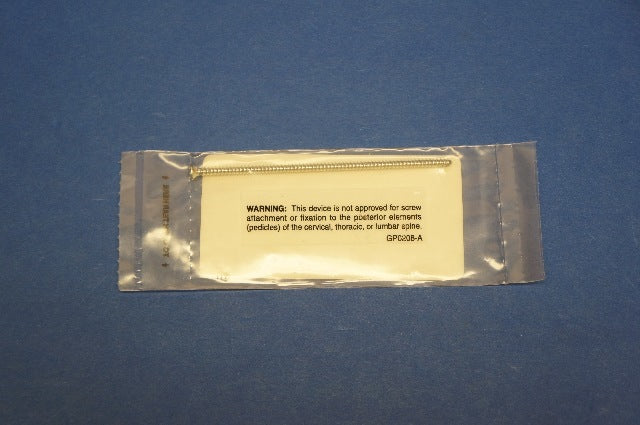 WARNING: This device is not approved for screw
attachment or fixation to the posterior elements
(pedicles) of the cervical, thoracic, or lumbar spine.
GP0208-A